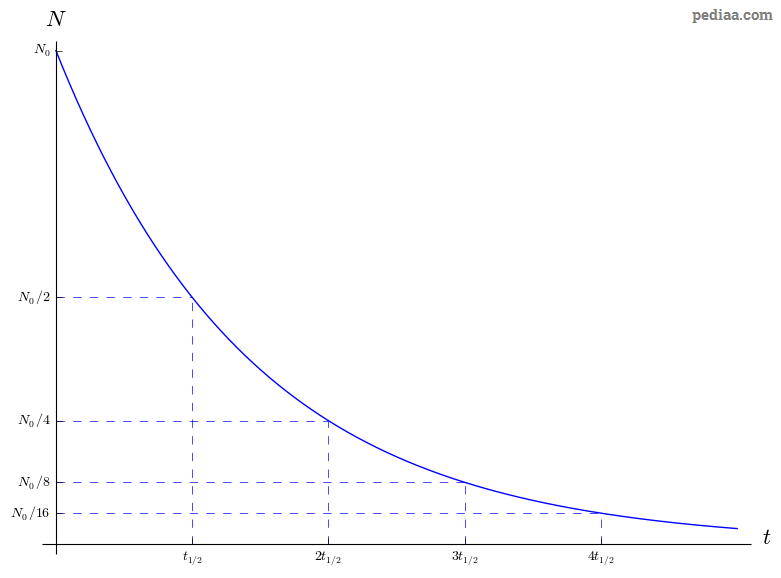 pediaa.com
N
N₀
N₀/2
N₀/4
N₀/8
N₀/16
t₁/₂ 2t₁/₂ 3t₁/₂ 4t₁/₂
t